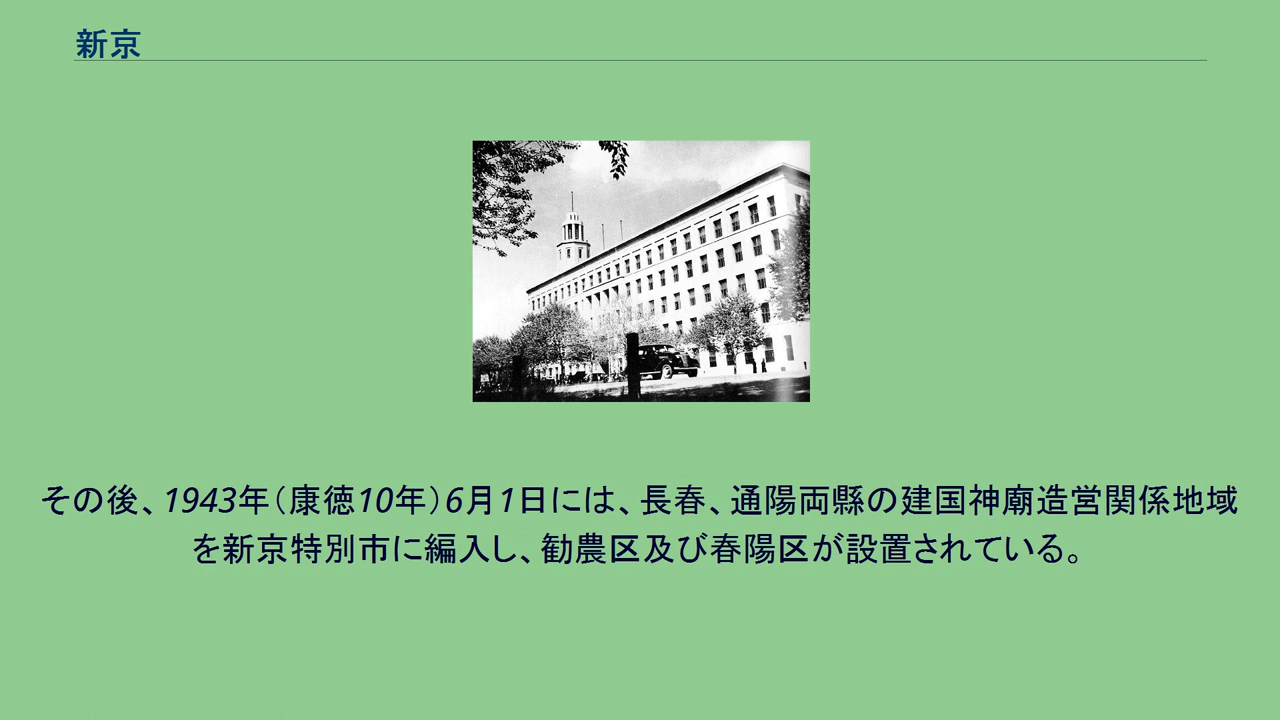 新京
その後、1943年（康徳10年）6月1日には、長春、通陽両縣の建国神廟造営関係地域
を新京特別市に編入し、勧農区及び春陽区が設置されている。